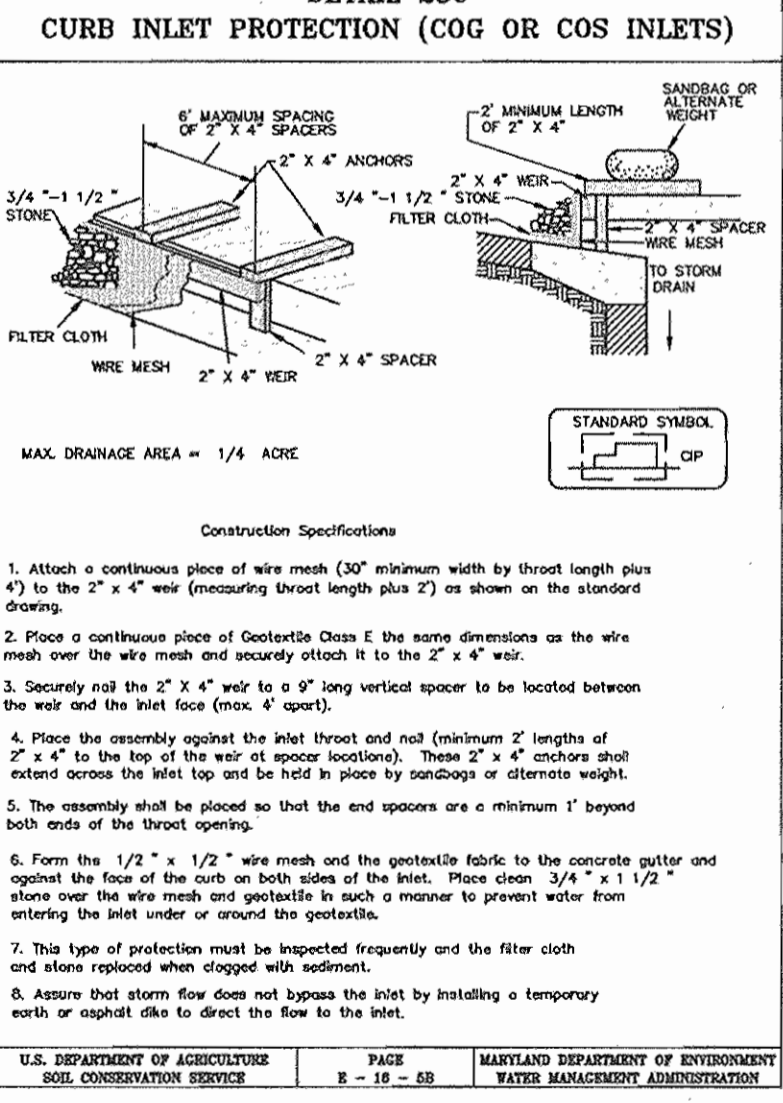 CURB INLET PROTECTION (COG OR COS INLETS)
6' MAXIMUM SPACING
OF 2" X 4" SPACERS
2" X 4" ANCHORS
3/4 "-1 1/2 "
STONE
FILTER CLOTH
WIRE MESH
2" X 4" WEIR
2" X 4" SPACER
SANDBAG OR
ALTERNATE
WEIGHT
2' MINIMUM LENGTH
OF 2" X 4"
2" X 4" WEIR
3/4 "-1 1/2 " STONE
FILTER CLOTH
2" X 4" SPACER
WIRE MESH
TO STORM
DRAIN
MAX. DRAINAGE AREA = 1/4 ACRE
STANDARD SYMBOL
CIP
Construction Specifications
1. Attach a continuous piece of wire mesh (30" minimum width by throat length plus
4') to the 2" x 4" weir (measuring throat length plus 2') as shown on the standard
drawing.
2. Place a continuous piece of Geotextile Class E the same dimensions as the wire
mesh over the wire mesh and securely attach it to the 2" x 4" weir.
3. Securely nail the 2" X 4" weir to a 9" long vertical spacer to be located between
the weir and the inlet face (max. 4' apart).
4. Place the assembly against the inlet throat and nail (minimum 2' lengths of
2" x 4" to the top of the weir at spacer locations). These 2" x 4" anchors shall
extend across the inlet top and be held in place by sandbags or alternate weight.
5. The assembly shall be placed so that the end spacers are a minimum 1' beyond
both ends of the throat opening.
6. Form the 1/2 " x 1/2 " wire mesh and the geotextile fabric to the concrete gutter and
against the face of the curb on both sides of the inlet. Place clean 3/4 " x 1 1/2 "
stone over the wire mesh and geotextile in such a manner to prevent water from
entering the inlet under or around the geotextile.
7. This type of protection must be inspected frequently and the filter cloth
and stone replaced when clogged with sediment.
8. Assure that storm flow does not bypass the inlet by installing a temporary
earth or asphalt dike to direct the flow to the inlet.
U.S. DEPARTMENT OF AGRICULTURE
SOIL CONSERVATION SERVICE
PAGE
E - 16 - 5B
MARYLAND DEPARTMENT OF ENVIRONMENT
WATER MANAGEMENT ADMINISTRATION